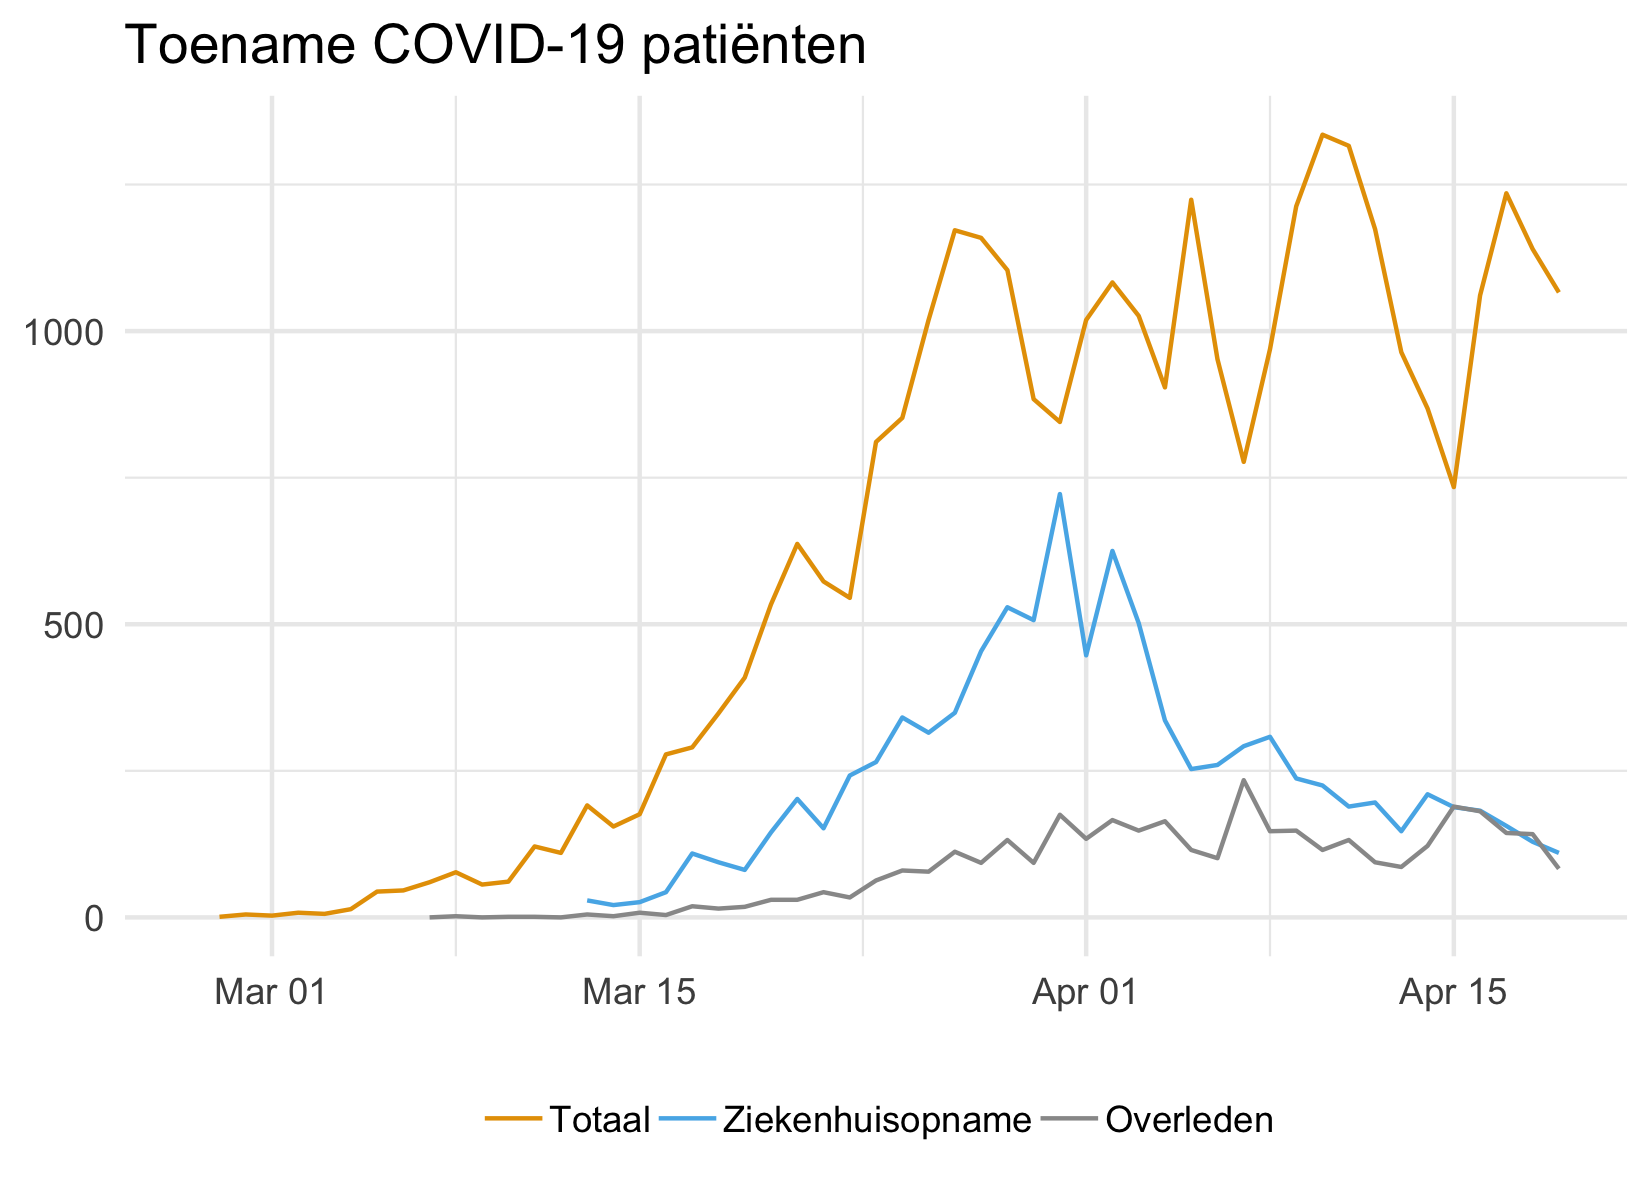 Toename COVID-19 patiënten
1000
500
0
Mar 01 Mar 15 Apr 01 Apr 15
Totaal Ziekenhuisopname Overleden